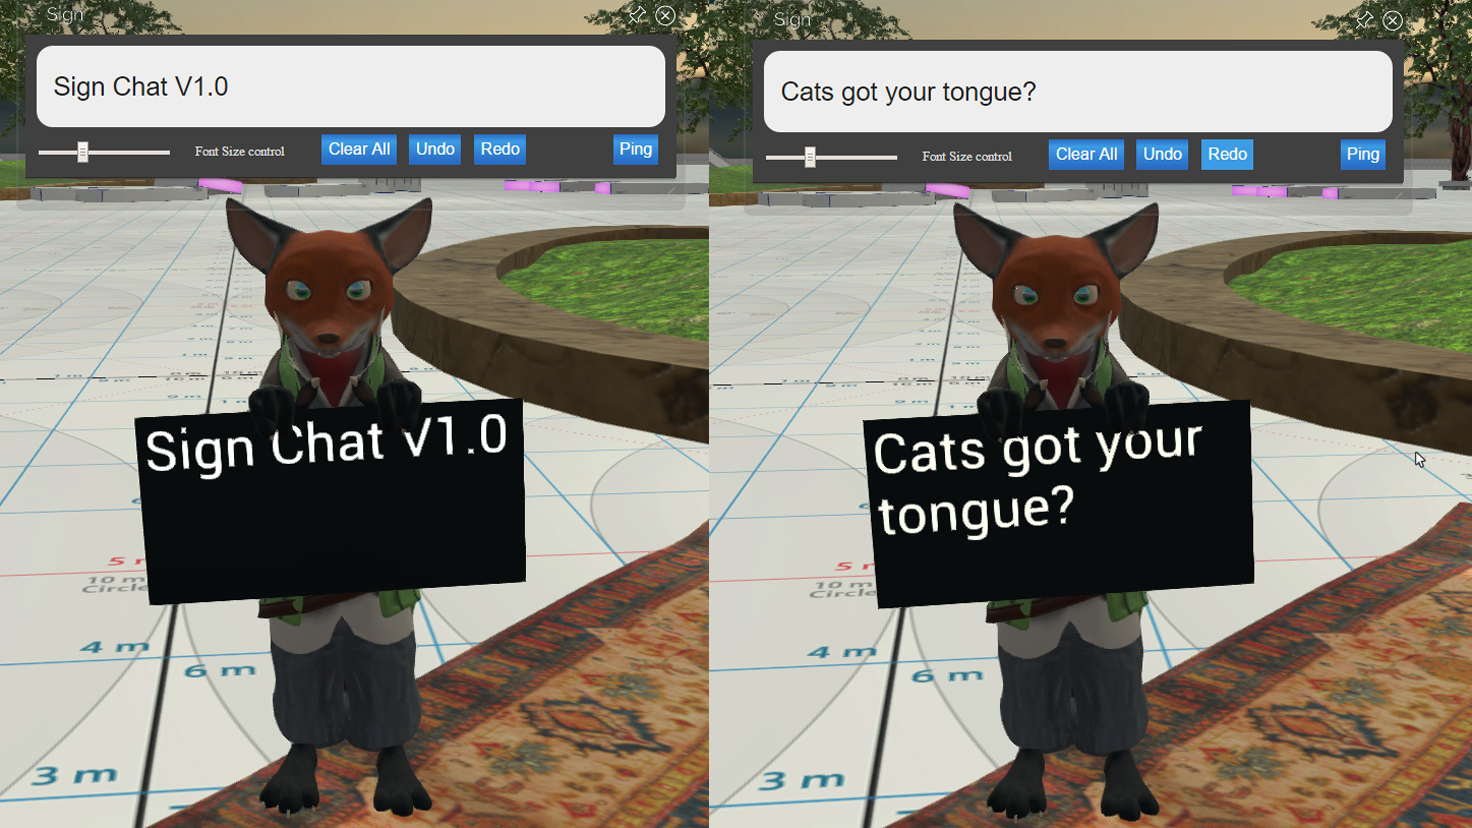 Sign
Sign Chat V1.0
Font Size control
Clear All
Undo
Redo
Ping
Sign Chat V1.0
10 m
Circle
4 m
6 m
3 m
Sign
Cats got your tongue?
Font Size control
Clear All
Undo
Redo
Ping
Cats got your
tongue?
5
10 m
Circle
4 m
6 m
3 m